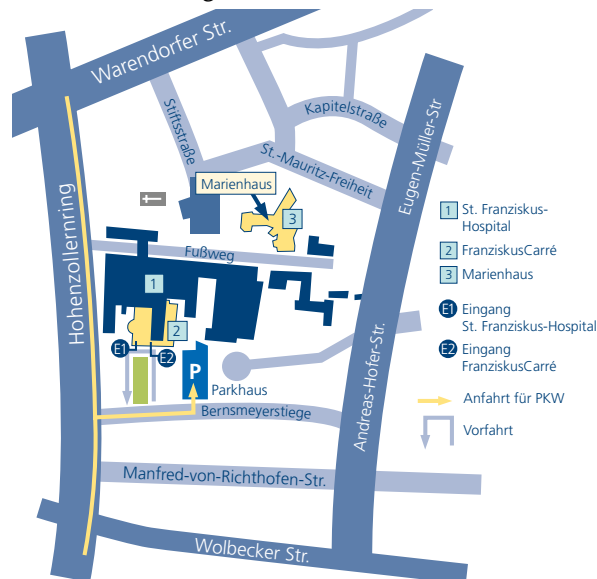 Warendorfer Str.
Stiftsstraße
Kapitelstraße
St.-Mauritz-Freiheit
Eugen-Müller-Str
Marienhaus
3
Fußweg
Hohenzollernring
1
2
E1
E2
P
Parkhaus
Bernsmeyerstiege
Andreas-Hofer-Str.
Manfred-von-Richthofen-Str.
Wolbecker Str.
1 St. Franziskus-
Hospital
2 FranziskusCarré
3 Marienhaus
E1 Eingang
St. Franziskus-Hospital
E2 Eingang
FranziskusCarré
Anfahrt für PKW
Vorfahrt